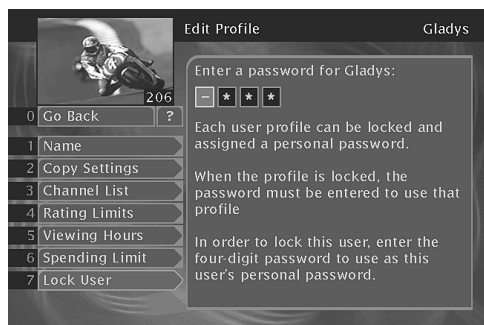 Edit Profile Gladys
206
0 Go Back ?
1 Name
2 Copy Settings
3 Channel List
4 Rating Limits
5 Viewing Hours
6 Spending Limit
7 Lock User
Enter a password for Gladys:
– * * *
Each user profile can be locked and
assigned a personal password.
When the profile is locked, the
password must be entered to use that
profile
In order to lock this user, enter the
four-digit password to use as this
user's personal password.